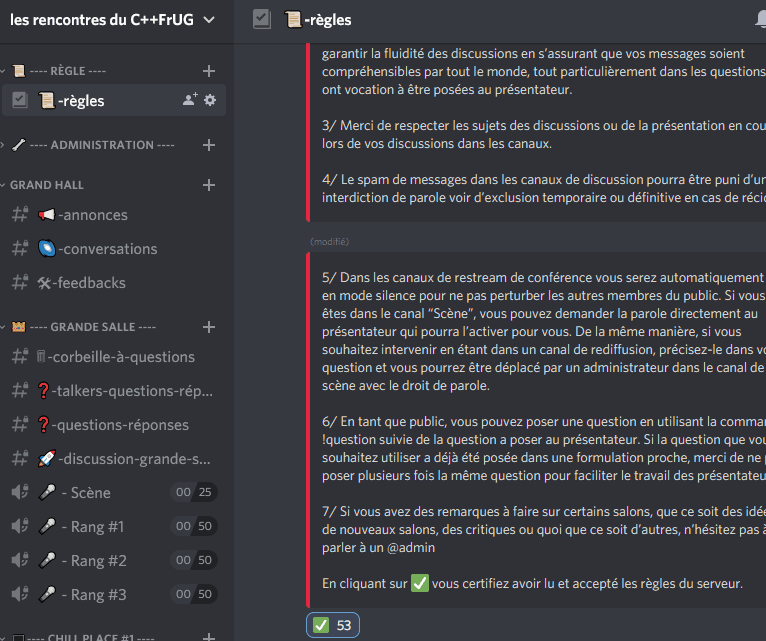 les rencontres du C++FrUG
---- RÈGLE ----
-règles
---- ADMINISTRATION ----
GRAND HALL
-annonces
-conversations
-feedbacks
---- GRANDE SALLE ----
-corbeille-à-questions
-talkers-questions-rép...
-questions-réponses
-discussion-grande-s...
- Scène 00 25
- Rang #1 00 50
- Rang #2 00 50
- Rang #3 00 50
---- CHILL PLACE #1 ----
-règles
garantir la fluidité des discussions en s’assurant que vos messages soient
compréhensibles par tout le monde, tout particulièrement dans les questions
ont vocation à être posées au présentateur.
3/ Merci de respecter les sujets des discussions ou de la présentation en cou
lors de vos discussions dans les canaux.
4/ Le spam de messages dans les canaux de discussion pourra être puni d’un
interdiction de parole voir d’exclusion temporaire ou définitive en cas de réci
(modifié)
5/ Dans les canaux de restream de conférence vous serez automatiquement
en mode silence pour ne pas perturber les autres membres du public. Si vous
êtes dans le canal “Scène”, vous pouvez demander la parole directement au
présentateur qui pourra l’activer pour vous. De la même manière, si vous
souhaitez intervenir en étant dans un canal de rediffusion, précisez-le dans vo
question et vous pourrez être déplacé par un administrateur dans le canal de
scène avec le droit de parole.
6/ En tant que public, vous pouvez poser une question en utilisant la comma
!question suivie de la question a poser au présentateur. Si la question que vou
souhaitez utiliser a déjà été posée dans une formulation proche, merci de ne
poser plusieurs fois la même question pour faciliter le travail des présentateu
7/ Si vous avez des remarques à faire sur certains salons, que ce soit des idée
de nouveaux salons, des critiques ou quoi que ce soit d’autres, n’hésitez pas à
parler à un @admin
En cliquant sur ✅ vous certifiez avoir lu et accepté les règles du serveur.
✅ 53